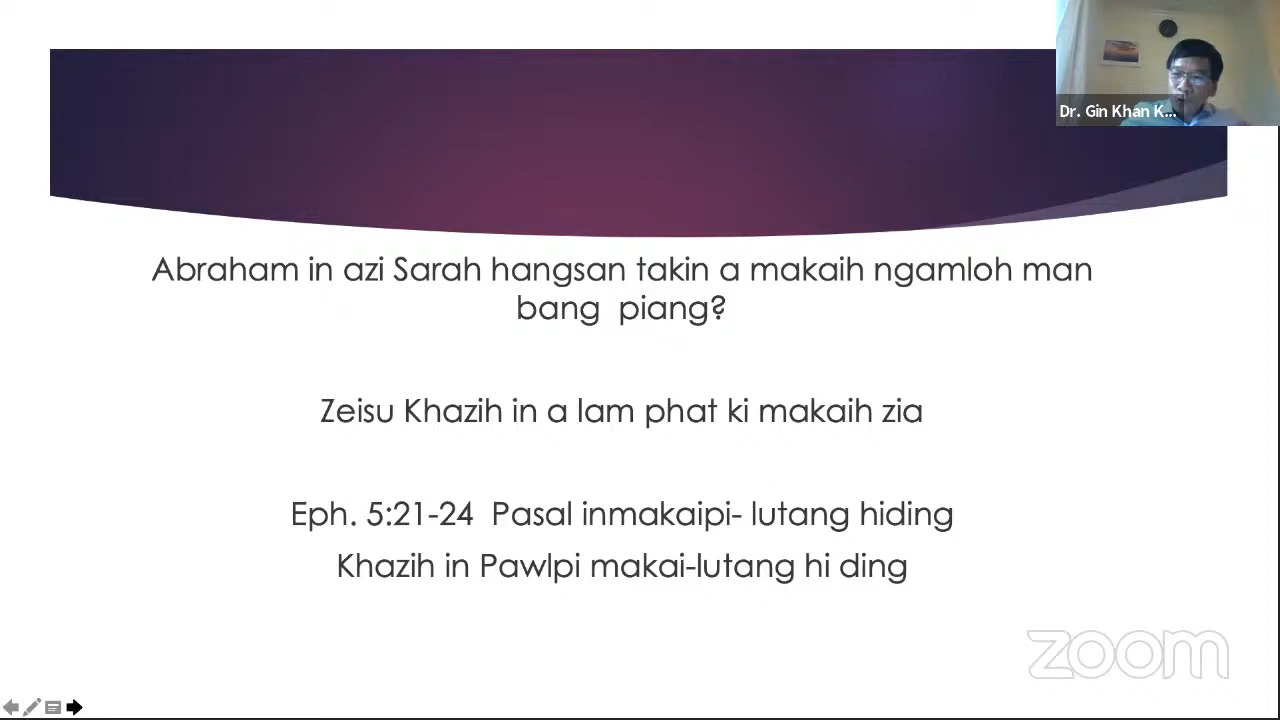 Dr. Gin Khan K...
Abraham in azi Sarah hangsan takin a makaih ngamloh man
bang piang?
Zeisu Khazih in a lam phat ki makaih zia
Eph. 5:21-24 Pasal inmakaipi- lutang hiding
Khazih in Pawlpi makai-lutang hi ding
zoom